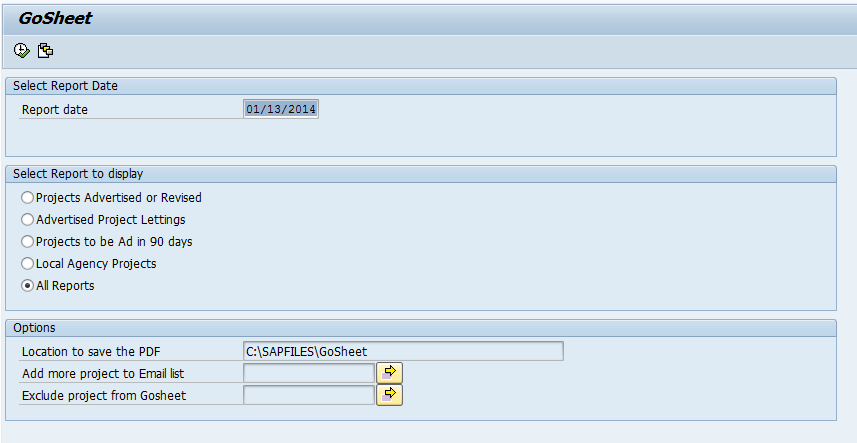 GoSheet
Select Report Date
Report date 01/13/2014
Select Report to display
Projects Advertised or Revised
Advertised Project Lettings
Projects to be Ad in 90 days
Local Agency Projects
All Reports
Options
Location to save the PDF C:\SAPFILES\GoSheet
Add more project to Email list
Exclude project from Gosheet